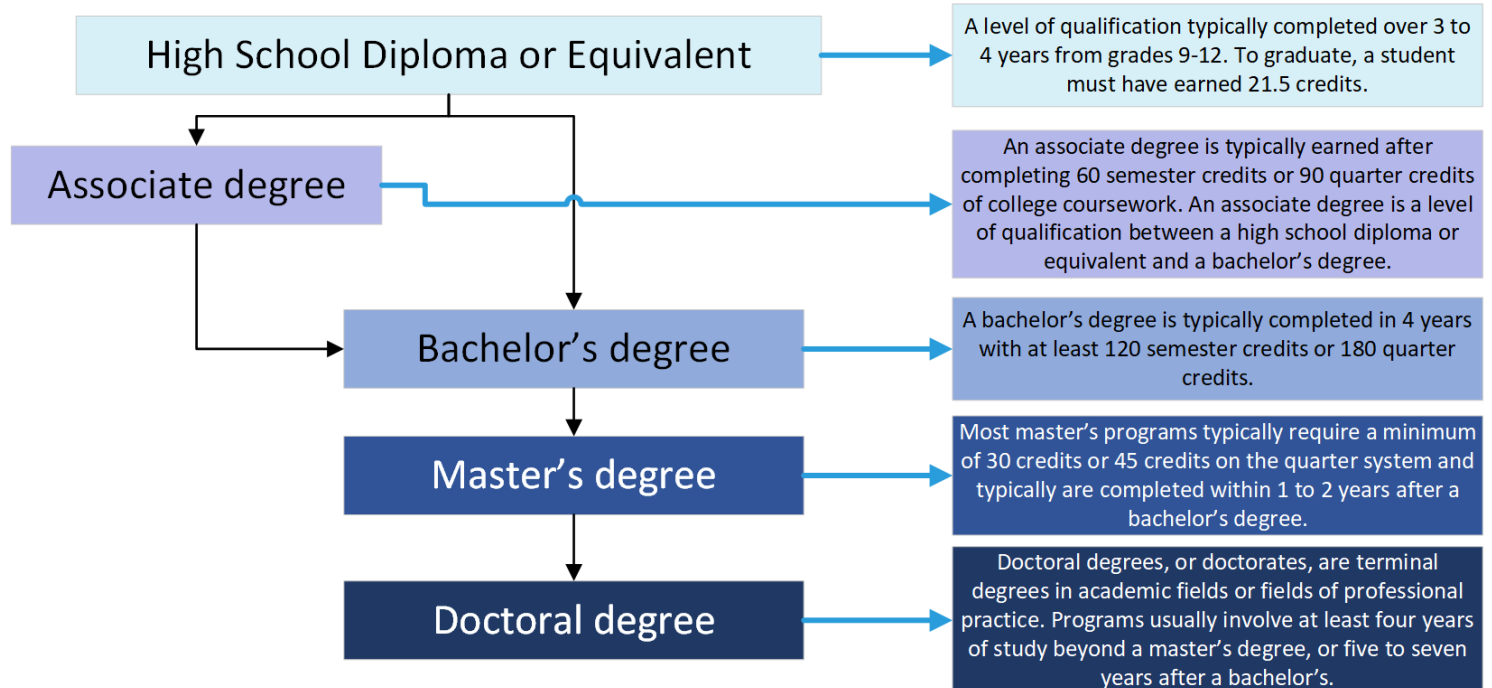 High School Diploma or Equivalent
A level of qualification typically completed over 3 to
4 years from grades 9-12. To graduate, a student
must have earned 21.5 credits.
Associate degree
An associate degree is typically earned after
completing 60 semester credits or 90 quarter credits
of college coursework. An associate degree is a level
of qualification between a high school diploma or
equivalent and a bachelor’s degree.
Bachelor’s degree
A bachelor’s degree is typically completed in 4 years
with at least 120 semester credits or 180 quarter
credits.
Master’s degree
Most master’s programs typically require a minimum
of 30 credits or 45 credits on the quarter system and
typically are completed within 1 to 2 years after a
bachelor’s degree.
Doctoral degree
Doctoral degrees, or doctorates, are terminal
degrees in academic fields or fields of professional
practice. Programs usually involve at least four years
of study beyond a master’s degree, or five to seven
years after a bachelor’s.